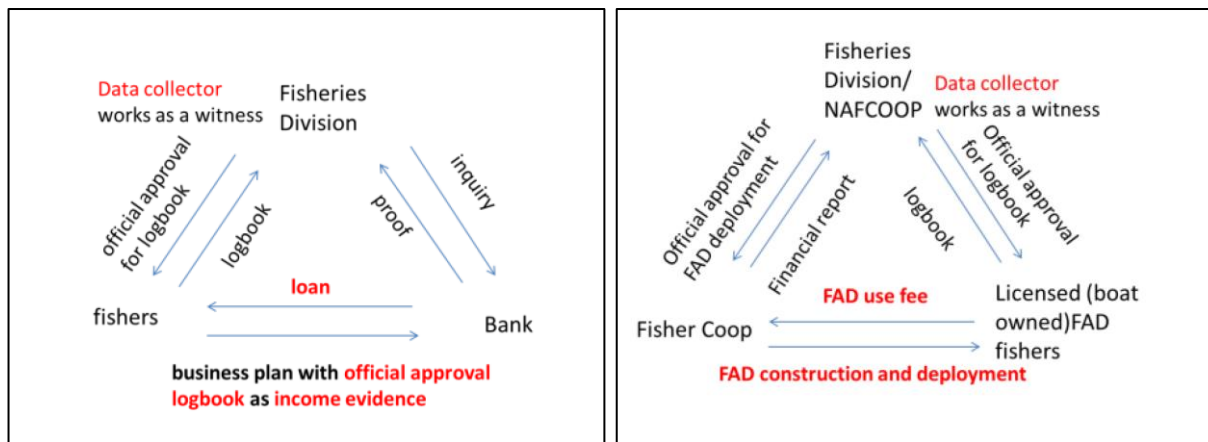 Data collector
works as a witness
Fisheries
Division
official approval
for logbook
logbook
inquiry
proof
loan
fishers
Bank
business plan with official approval
logbook as income evidence
Fisheries
Division/
NAFCOOP
Data collector
works as a witness
Official approval for
FAD deployment
Financial report
logbook
Official approval
for logbook
FAD use fee
Fisher Coop
Licensed (boat
owned)FAD
fishers
FAD construction and deployment